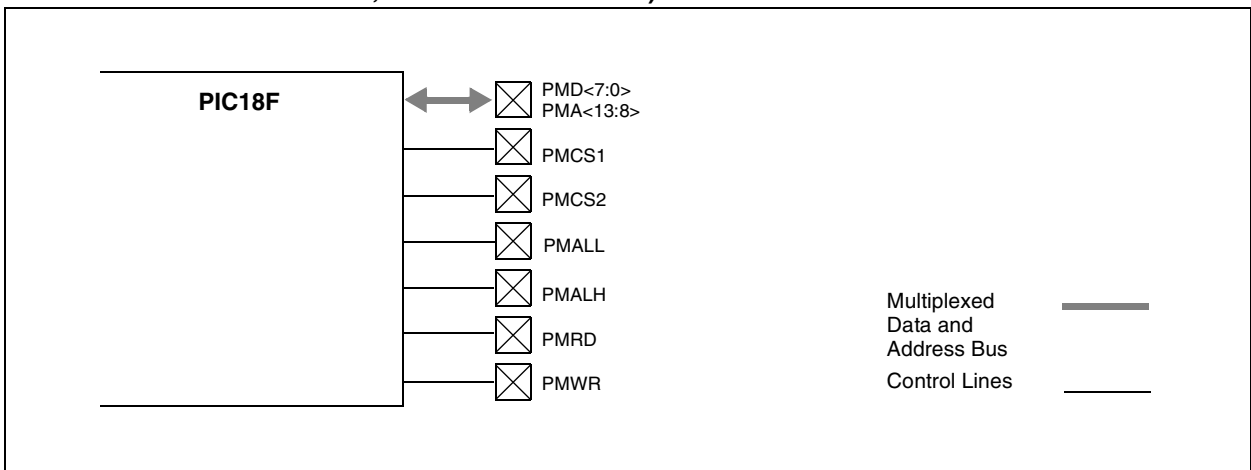 PIC18F
PMD<7:0>
PMA<13:8>
PMCS1
PMCS2
PMALL
PMALH
PMRD
PMWR
Multiplexed
Data and
Address Bus
Control Lines